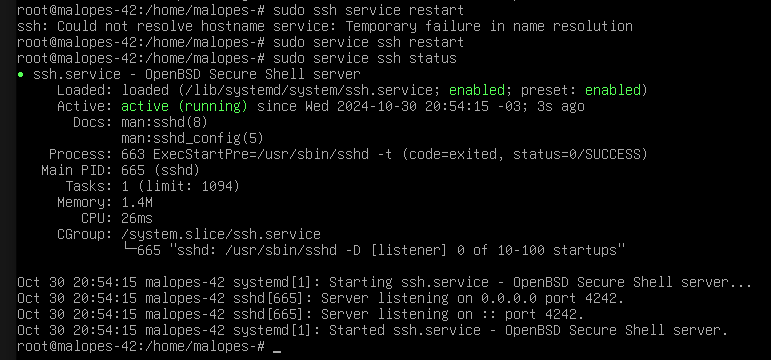 root@malopes-42:/home/malopes-# sudo ssh service restart
ssh: Could not resolve hostname service: Temporary failure in name resolution
root@malopes-42:/home/malopes-# sudo service ssh restart
root@malopes-42:/home/malopes-# sudo service ssh status
● ssh.service - OpenBSD Secure Shell server
Loaded: loaded (/lib/systemd/system/ssh.service; enabled; preset: enabled)
Active: active (running) since Wed 2024-10-30 20:54:15 -03; 3s ago
Docs: man:sshd(8)
man:sshd_config(5)
Process: 663 ExecStartPre=/usr/sbin/sshd -t (code=exited, status=0/SUCCESS)
Main PID: 665 (sshd)
Tasks: 1 (limit: 1094)
Memory: 1.4M
CPU: 26ms
CGroup: /system.slice/ssh.service
└─665 "sshd: /usr/sbin/sshd -D [listener] 0 of 10-100 startups"
Oct 30 20:54:15 malopes-42 systemd[1]: Starting ssh.service - OpenBSD Secure Shell server...
Oct 30 20:54:15 malopes-42 sshd[665]: Server listening on 0.0.0.0 port 4242.
Oct 30 20:54:15 malopes-42 sshd[665]: Server listening on :: port 4242.
Oct 30 20:54:15 malopes-42 systemd[1]: Started ssh.service - OpenBSD Secure Shell server.
root@malopes-42:/home/malopes-# _